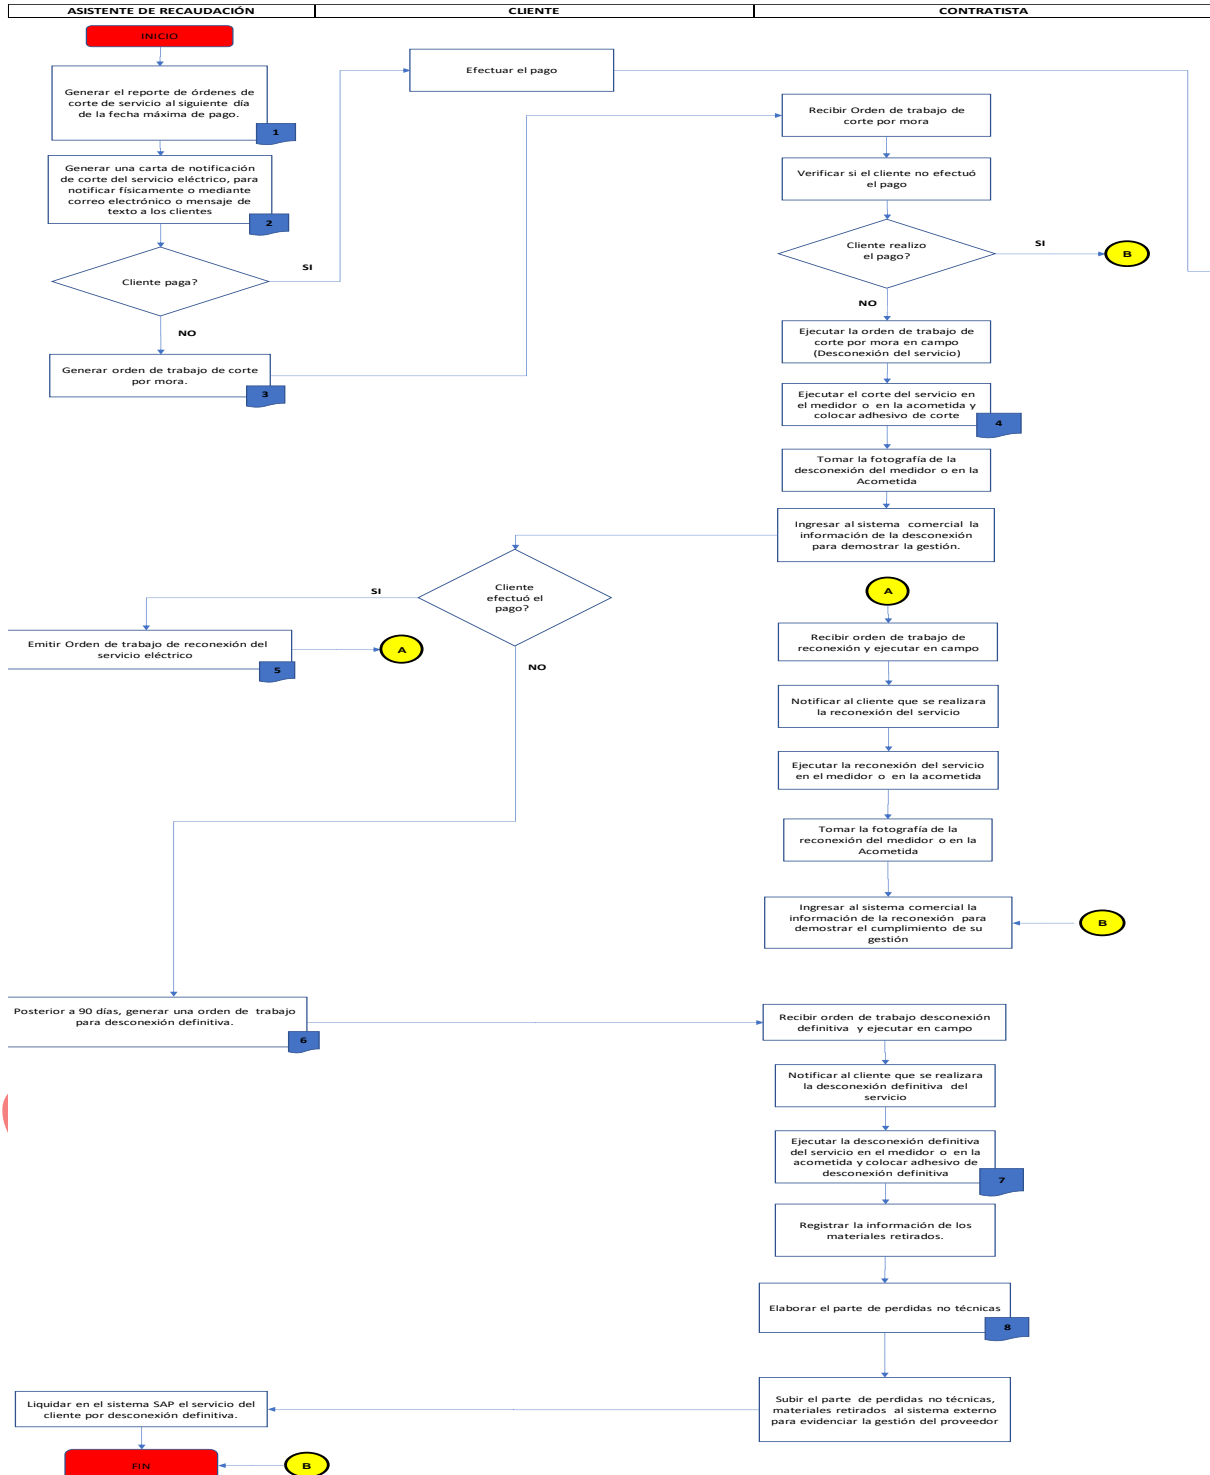 ASISTENTE DE RECAUDACIÓN
CLIENTE
CONTRATISTA
INICIO
Generar el reporte de órdenes de
corte de servicio al siguiente día
de la fecha máxima de pago.
1
Generar una carta de notificación
de corte del servicio eléctrico, para
notificar físicamente o mediante
correo electrónico o mensaje de
texto a los clientes
2
Cliente paga?
SI
NO
Generar orden de trabajo de corte
por mora.
3
Efectuar el pago
Recibir Orden de trabajo de
corte por mora
Verificar si el cliente no efectuó
el pago
Cliente realizo
el pago?
SI
B
NO
Ejecutar la orden de trabajo de
corte por mora en campo
(Desconexión del servicio)
Ejecutar el corte del servicio en
el medidor o en la acometida y
colocar adhesivo de corte
4
Tomar la fotografía de la
desconexión del medidor o en la
Acometida
Ingresar al sistema comercial la
información de la desconexión
para demostrar la gestión.
Cliente
efectuó el
pago?
SI
NO
Emitir Orden de trabajo de reconexión del
servicio eléctrico
5
A
A
Recibir orden de trabajo de
reconexión y ejecutar en campo
Notificar al cliente que se realizara
la reconexión del servicio
Ejecutar la reconexión del servicio
en el medidor o en la acometida
Tomar la fotografía de la
reconexión del medidor o en la
Acometida
Ingresar al sistema comercial la
información de la reconexión para
demostrar el cumplimiento de su
gestión
B
Posterior a 90 días, generar una orden de trabajo
para desconexión definitiva.
6
Recibir orden de trabajo desconexión
definitiva y ejecutar en campo
Notificar al cliente que se realizara
la desconexión definitiva del
servicio
Ejecutar la desconexión definitiva
del servicio en el medidor o en la
acometida y colocar adhesivo de
desconexión definitiva
7
Registrar la información de los
materiales retirados.
Elaborar el parte de perdidas no técnicas
8
Subir el parte de perdidas no técnicas,
materiales retirados al sistema externo
para evidenciar la gestión del proveedor
Liquidar en el sistema SAP el servicio del
cliente por desconexión definitiva.
FIN
B